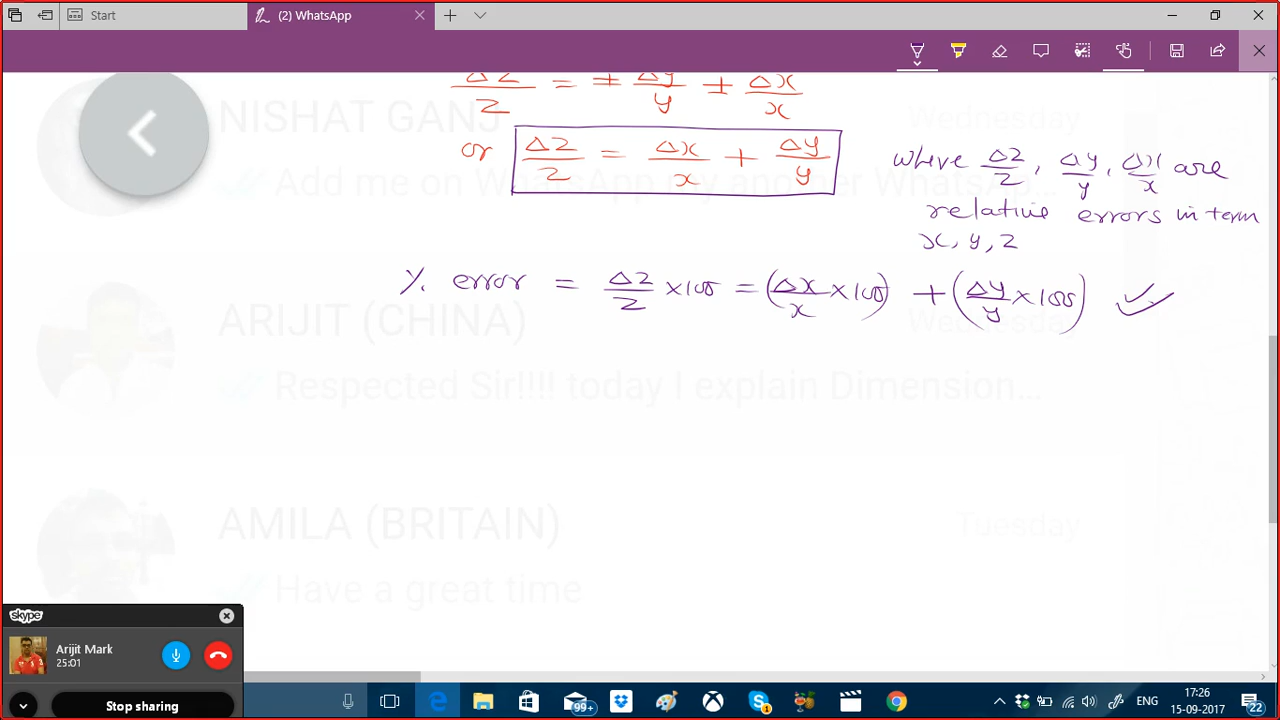 Start
(2) WhatsApp
NISHAT GANJ
Wednesday
Add me on WhatsApp my another WhatsAp...
ΔZ/Z = ± Δy/y ± Δx/x
or ΔZ/Z = Δx/x + Δy/y
where ΔZ/Z, Δy/y, Δx/x are
relative errors in term
x, y, z
% error = ΔZ/Z × 100 = (Δx/x × 100) + (Δy/y × 100)
ARIJIT (CHINA)
Wednesday
Respected Sir!!!! today I explain Dimension...
AMILA (BRITAIN)
Tuesday
Have a great time
skype
Arijit Mark
25:01
Stop sharing
99+
1
ENG
17:26
15-09-2017
22